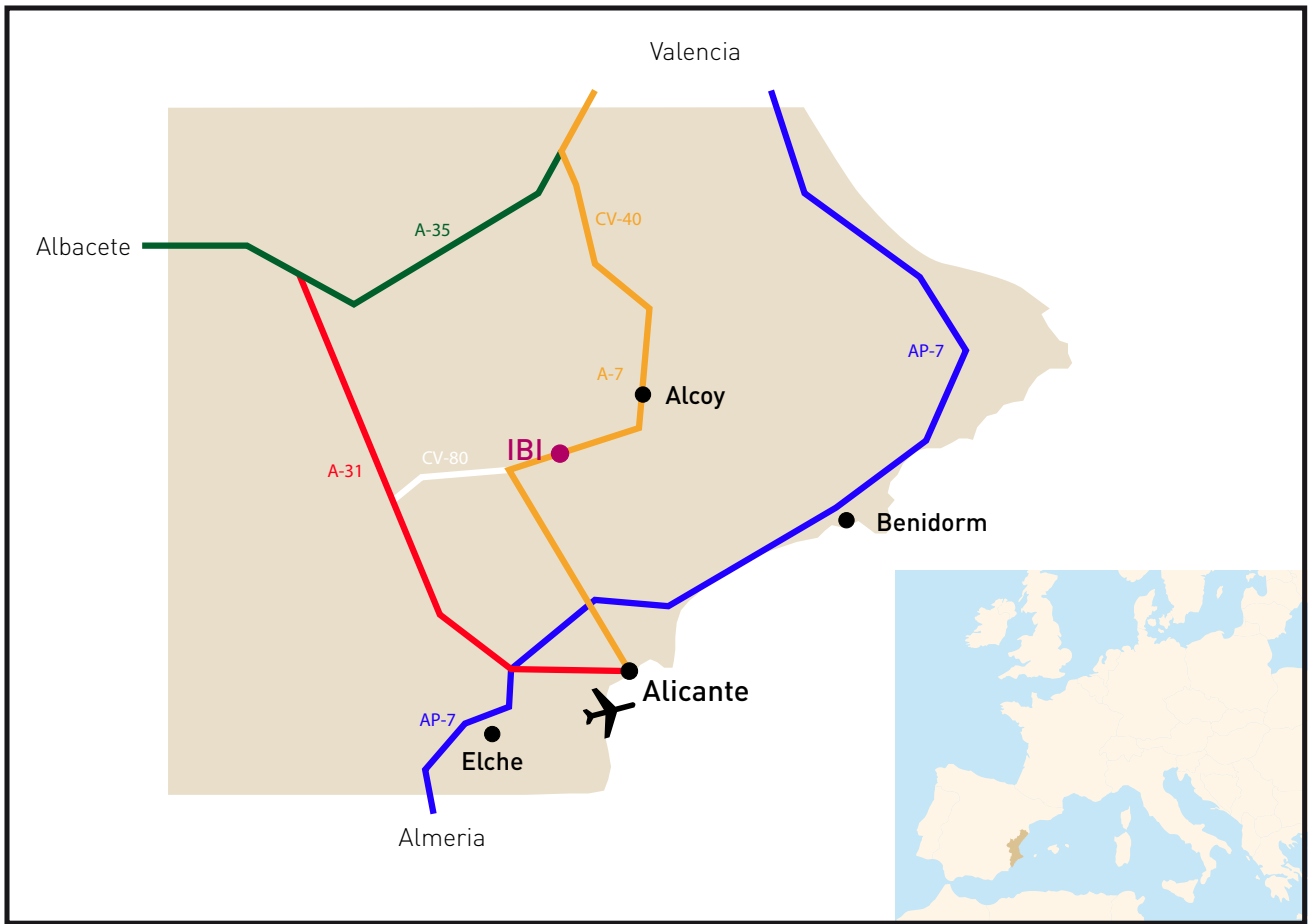 Valencia
CV-40
A-35
Albacete
AP-7
A-7
Alcoy
IBI
CV-80
A-31
Benidorm
Alicante
AP-7
Elche
Almeria